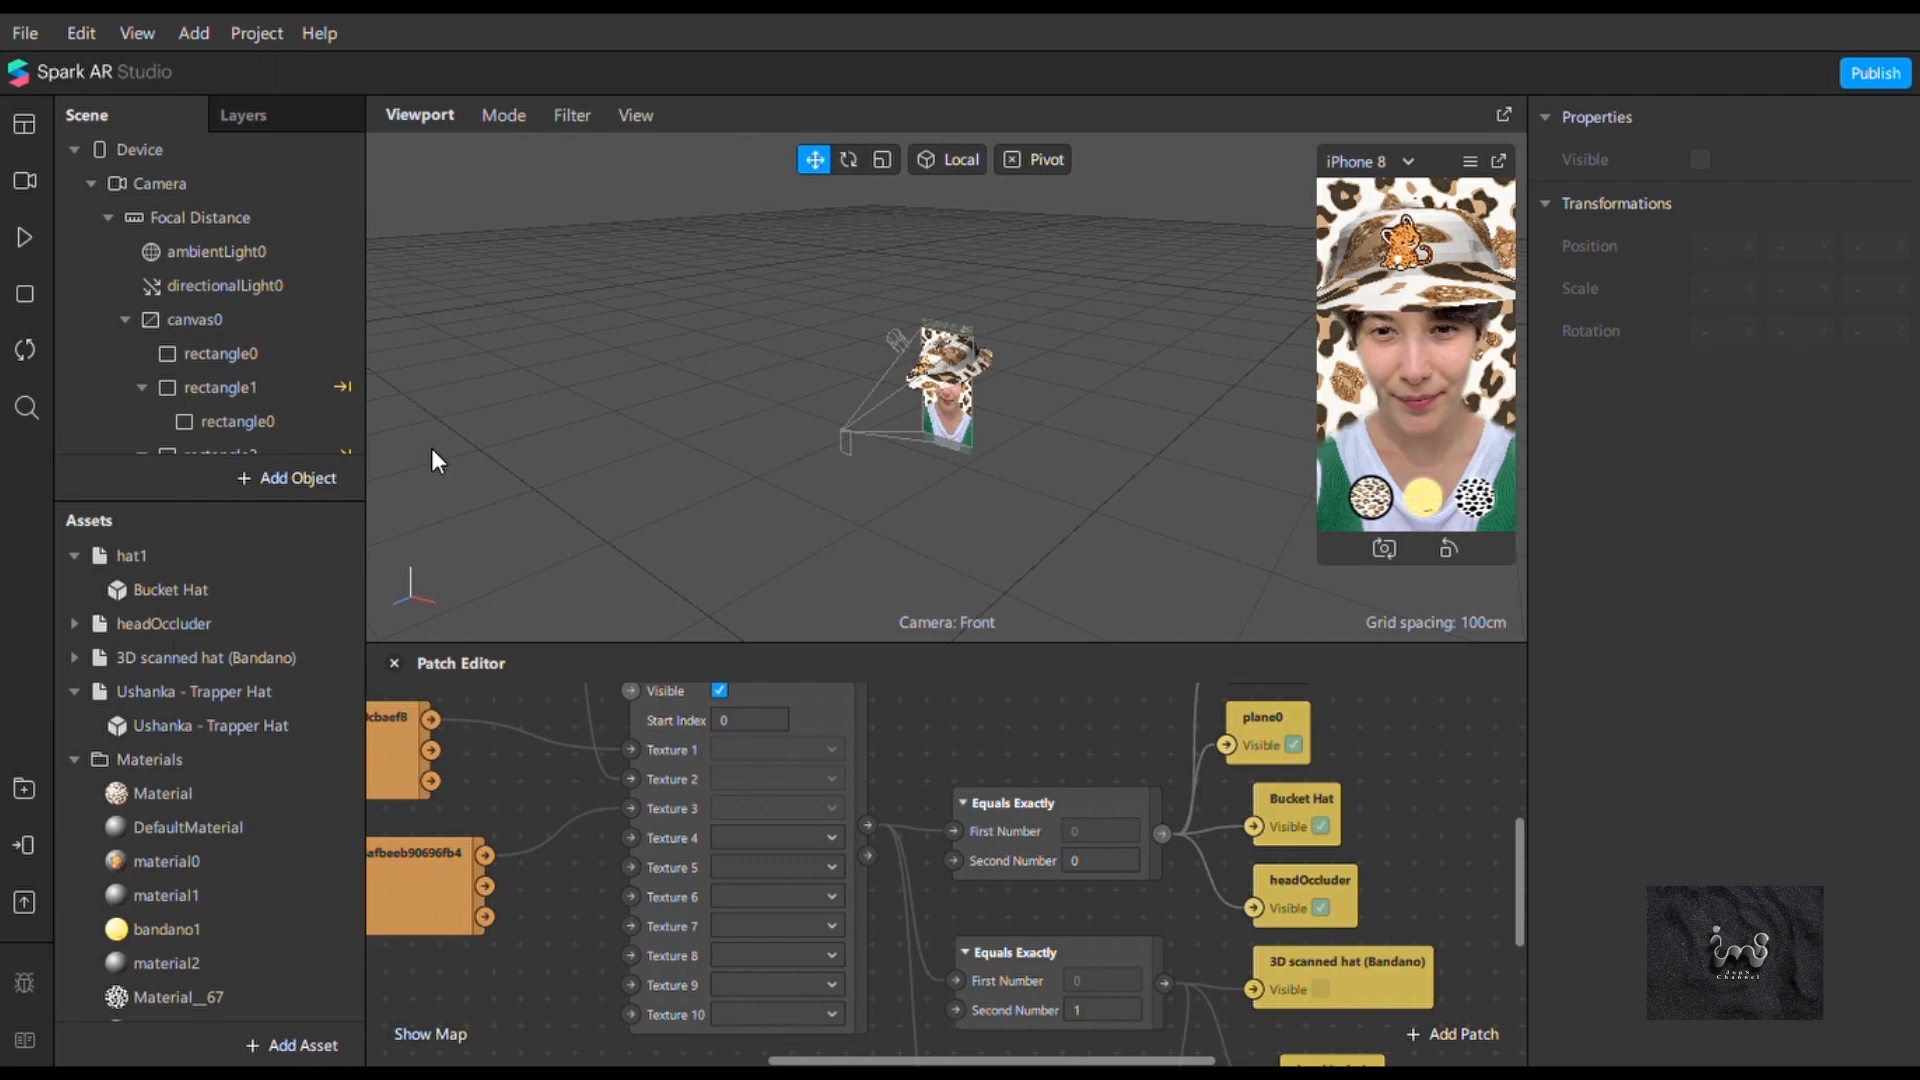 File Edit View Add Project Help
Spark AR Studio
Publish
Scene Layers
Device
Camera
Focal Distance
ambientLight0
directionalLight0
canvas0
rectangle0
rectangle1
rectangle0
+ Add Object
Assets
hat1
Bucket Hat
headOccluder
3D scanned hat (Bandano)
Ushanka - Trapper Hat
Ushanka - Trapper Hat
Materials
Material
DefaultMaterial
material0
material1
bandano1
material2
Material__67
+ Add Asset
Viewport Mode Filter View
Local Pivot
iPhone 8
Camera: Front
Grid spacing: 100cm
Patch Editor
cbaef8
afbeeb90696fb4
Visible
Start Index 0
Texture 1
Texture 2
Texture 3
Texture 4
Texture 5
Texture 6
Texture 7
Texture 8
Texture 9
Texture 10
Equals Exactly
First Number 0
Second Number 0
Equals Exactly
First Number 0
Second Number 1
plane0
Visible
Bucket Hat
Visible
headOccluder
Visible
3D scanned hat (Bandano)
Visible
Show Map
+ Add Patch
Properties
Visible
Transformations
Position
Scale
Rotation